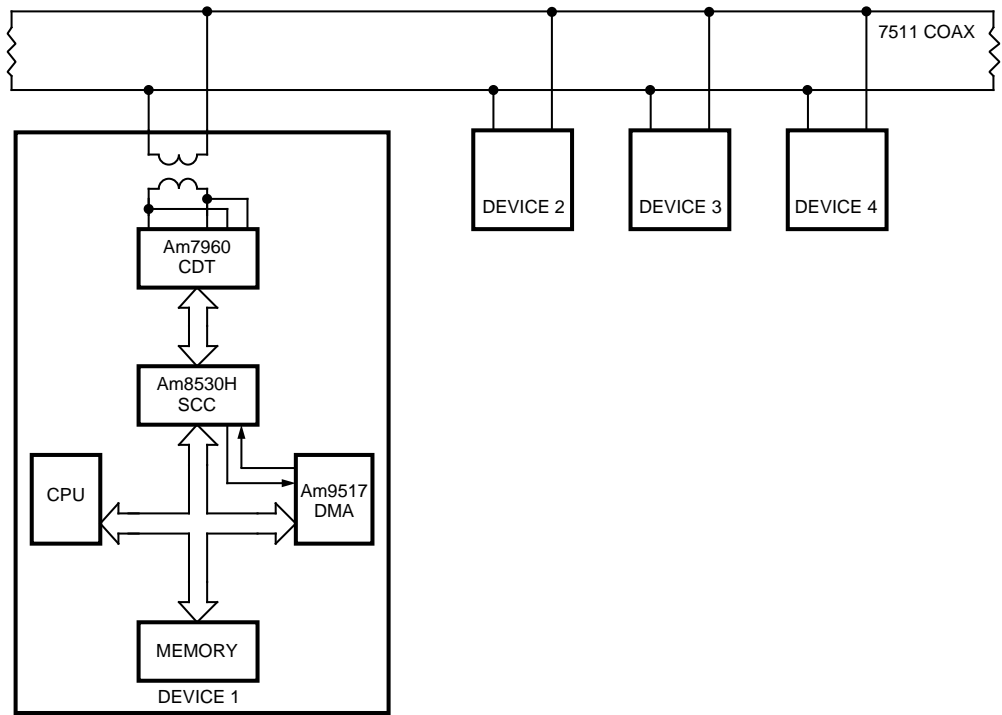 7511 COAX
DEVICE 2
DEVICE 3
DEVICE 4
Am7960
CDT
Am8530H
SCC
CPU
Am9517
DMA
MEMORY
DEVICE 1